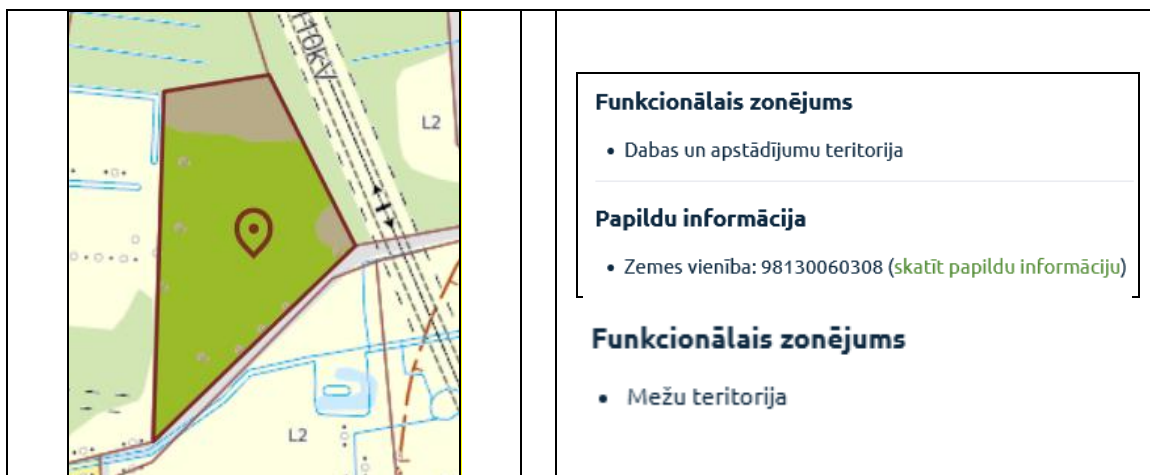 110kV
L2
L2
Funkcionālais zonējums
• Dabas un apstādījumu teritorija
Papildu informācija
• Zemes vienība: 98130060308 (skatīt papildu informāciju)
Funkcionālais zonējums
• Mežu teritorija